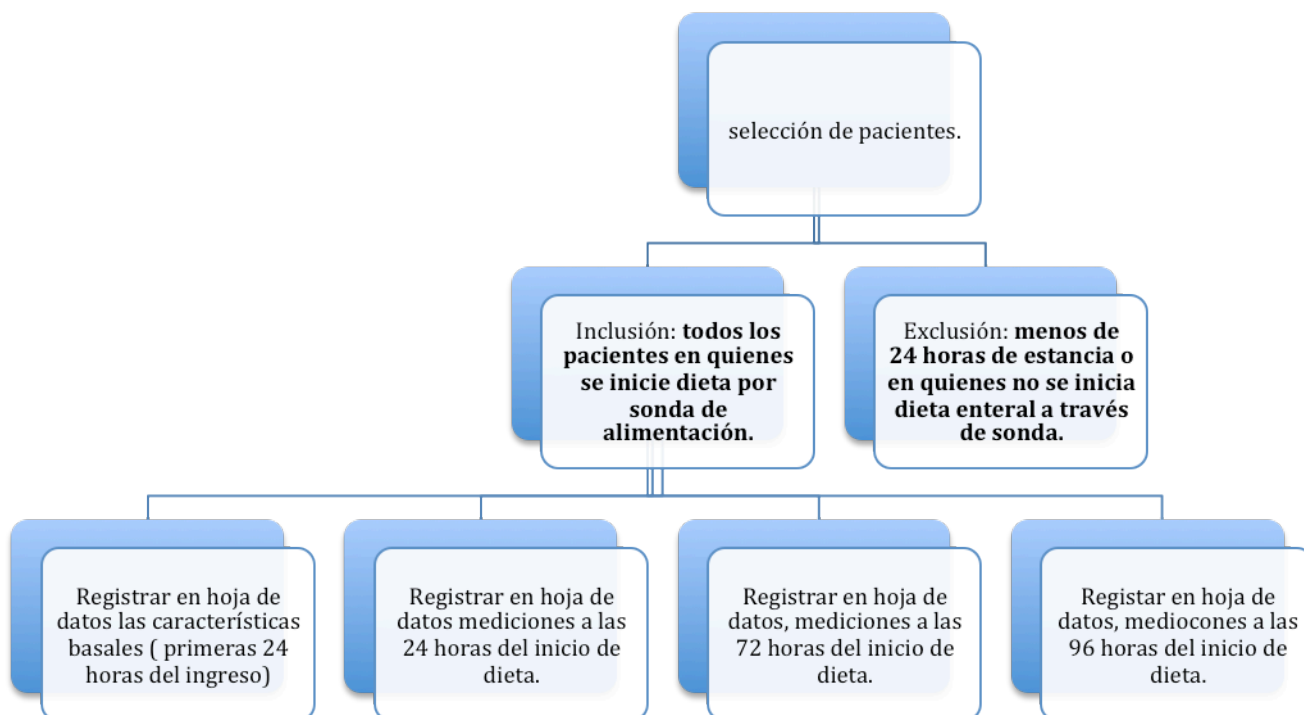 selección de pacientes.
Inclusión: todos los
pacientes en quienes
se inicie dieta por
sonda de
alimentación.
Exclusión: menos de
24 horas de estancia o
en quienes no se inicia
dieta enteral a través
de sonda.
Registrar en hoja de
datos las características
basales ( primeras 24
horas del ingreso)
Registrar en hoja de
datos mediciones a las
24 horas del inicio de
dieta.
Registrar en hoja de
datos, mediciones a las
72 horas del inicio de
dieta.
Registar en hoja de
datos, mediocones a las
96 horas del inicio de
dieta.